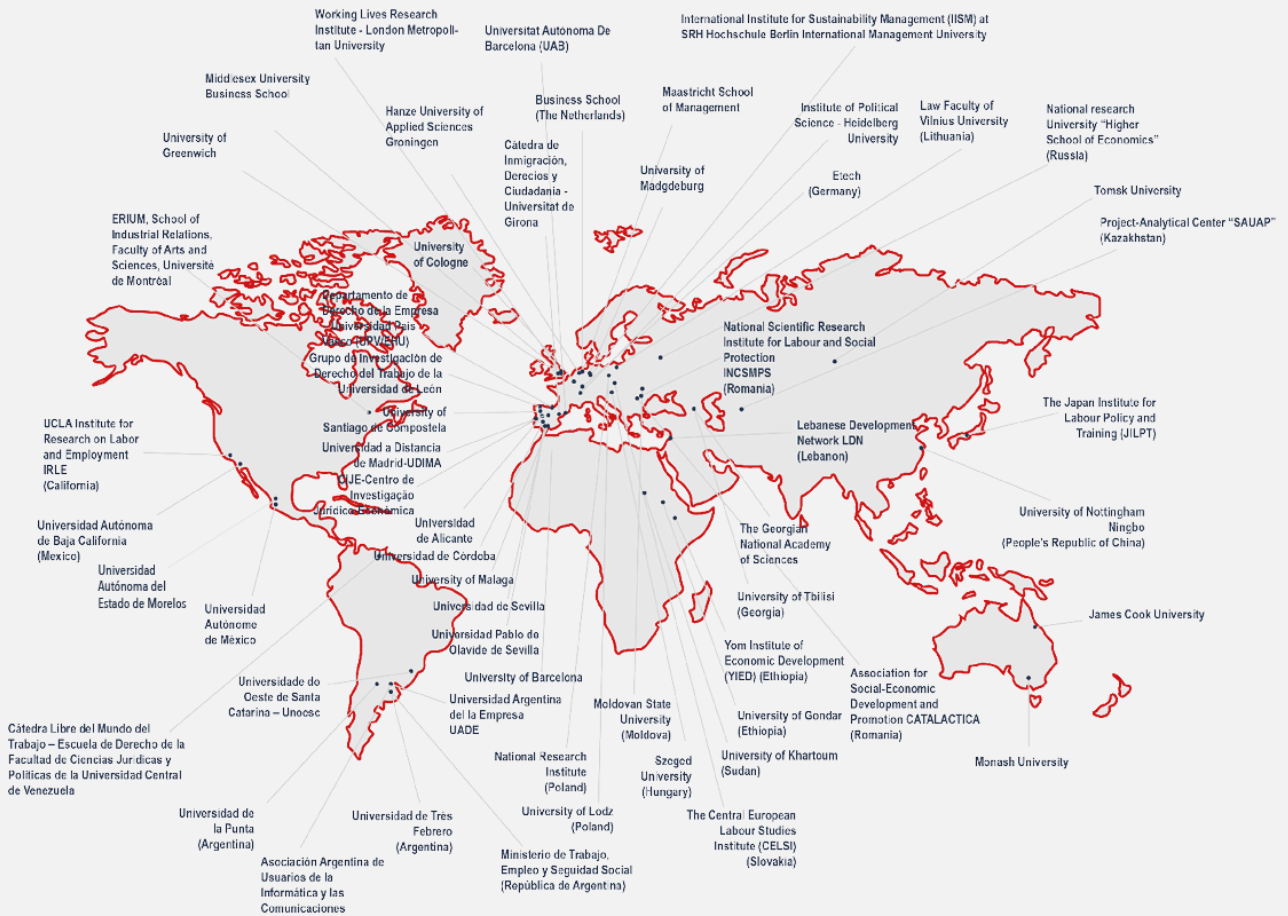 Working Lives Research
Institute - London Metropoli-
tan University
Universitat Autònoma De
Barcelona (UAB)
International Institute for Sustainability Management (IISM) at
SRH Hochschule Berlin International Management University
Middlesex University
Business School
Hanze University of
Applied Sciences
Groningen
Business School
(The Netherlands)
Maastricht School
of Management
Institute of Political
Science - Heidelberg
University
Law Faculty of
Vilnius University
(Lithuania)
National research
University “Higher
School of Economics”
(Russia)
University of
Greenwich
Cátedra de
Inmigración,
Derecios y
Ciudadania -
Universitat de
Girona
University of
Madgdeburg
Etech
(Germany)
Tomsk University
Project-Analytical Center “SAUAP”
(Kazakhstan)
ERIUM, School of
Industrial Relations,
Faculty of Arts and
Sciences, Université
de Montréal
University
of Cologne
Departamento de
Derecho de la Empresa
Universidad Pais
Vasco (UPV/EHU)
Grupo de Investigación de
Derecho del Trabajo de la
Universidad de León
University of
Santiago de Compostela
Universidad a Distancia
de Madrid-UDIMA
CIJE-Centro de
Investigação
Jurídico Económica
National Scientific Research
Institute for Labour and Social
Protection
INCSMPS
(Romania)
Lebanese Development
Network LDN
(Lebanon)
The Japan Institute for
Labour Policy and
Training (JILPT)
UCLA Institute for
Research on Labor
and Employment
IRLE
(California)
Universidad Autónoma
de Baja California
(Mexico)
Universidad
Autónoma del
Estado de Morelos
Universidad
Autónome
de México
Universidad
de Alicante
Universidad de Córdoba
University of Malaga
Universidad de Sevilla
Universidad Pablo de
Olavide de Sevilla
University of Barcelona
The Georgian
National Academy
of Sciences
University of Tbilisi
(Georgia)
Yom Institute of
Economic Development
(YIED) (Ethiopia)
University of Gondar
(Ethiopia)
University of Khartoum
(Sudan)
Association for
Social-Economic
Development and
Promotion CATALACTICA
(Romania)
University of Nottingham
Ningbo
(People's Republic of China)
James Cook University
Monash University
Universidade do
Oeste de Santa
Catarina – Unoesc
Universidad Argentina
del la Empresa
UADE
Moldovan State
University
(Moldova)
Szeged
University
(Hungary)
Cátedra Libre del Mundo del
Trabajo – Escuela de Derecho de la
Facultad de Ciencias Jurídicas y
Políticas de la Universidad Central
de Venezuela
National Research
Institute
(Poland)
University of Lodz
(Poland)
The Central European
Labour Studies
Institute (CELSI)
(Slovakia)
Universidad de
la Punta
(Argentina)
Universidad de Très
Febrero
(Argentina)
Asociación Argentina de
Usuarios de la
Informática y las
Comunicaciones
Ministerio de Trabajo,
Empleo y Seguidad Social
(República de Argentina)